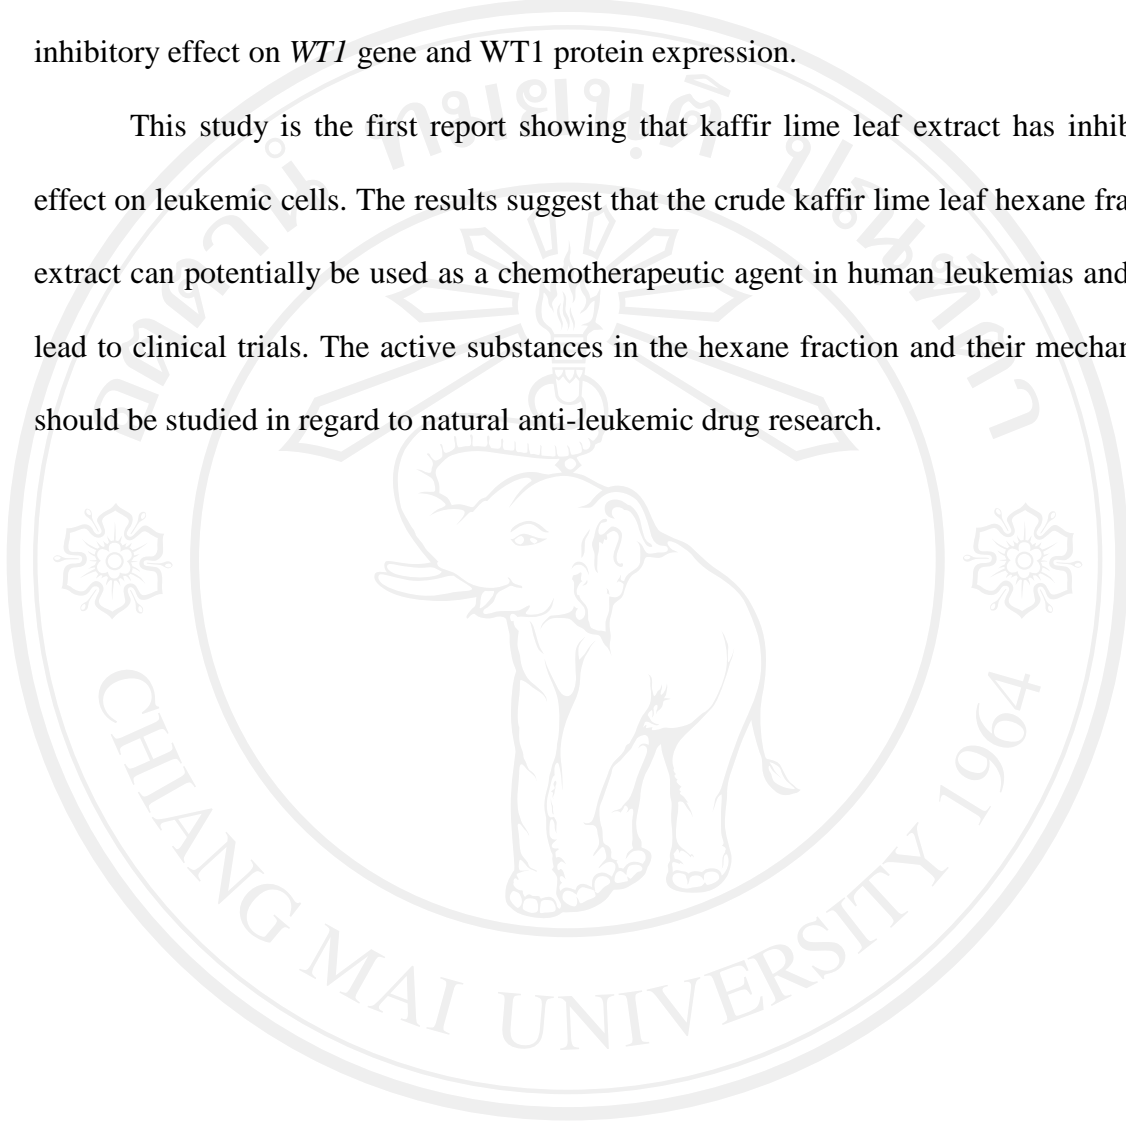 inhibitory effect on WT1 gene and WT1 protein expression.
This study is the first report showing that kaffir lime leaf extract has inhib
effect on leukemic cells. The results suggest that the crude kaffir lime leaf hexane fra
extract can potentially be used as a chemotherapeutic agent in human leukemias and
lead to clinical trials. The active substances in the hexane fraction and their mechan
should be studied in regard to natural anti-leukemic drug research.
CHIANG MAI UNIVERSITY 1964